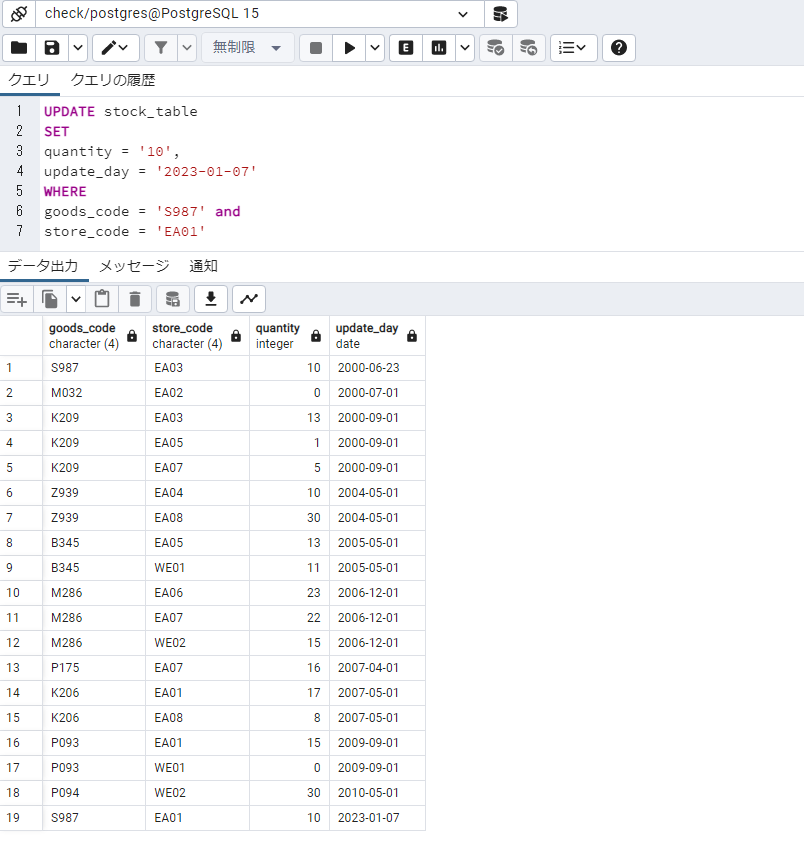 check/postgres@PostgreSQL 15
無制限
E
クエリ クエリの履歴
1 UPDATE stock_table
2 SET
3 quantity = '10',
4 update_day = '2023-01-07'
5 WHERE
6 goods_code = 'S987' and
7 store_code = 'EA01'
データ出力 メッセージ 通知
goods_code store_code quantity update_day
character (4) character (4) integer date
1 S987 EA03 10 2000-06-23
2 M032 EA02 0 2000-07-01
3 K209 EA03 13 2000-09-01
4 K209 EA05 1 2000-09-01
5 K209 EA07 5 2000-09-01
6 Z939 EA04 10 2004-05-01
7 Z939 EA08 30 2004-05-01
8 B345 EA05 13 2005-05-01
9 B345 WE01 11 2005-05-01
10 M286 EA06 23 2006-12-01
11 M286 EA07 22 2006-12-01
12 M286 WE02 15 2006-12-01
13 P175 EA07 16 2007-04-01
14 K206 EA01 17 2007-05-01
15 K206 EA08 8 2007-05-01
16 P093 EA01 15 2009-09-01
17 P093 WE01 0 2009-09-01
18 P094 WE02 30 2010-05-01
19 S987 EA01 10 2023-01-07